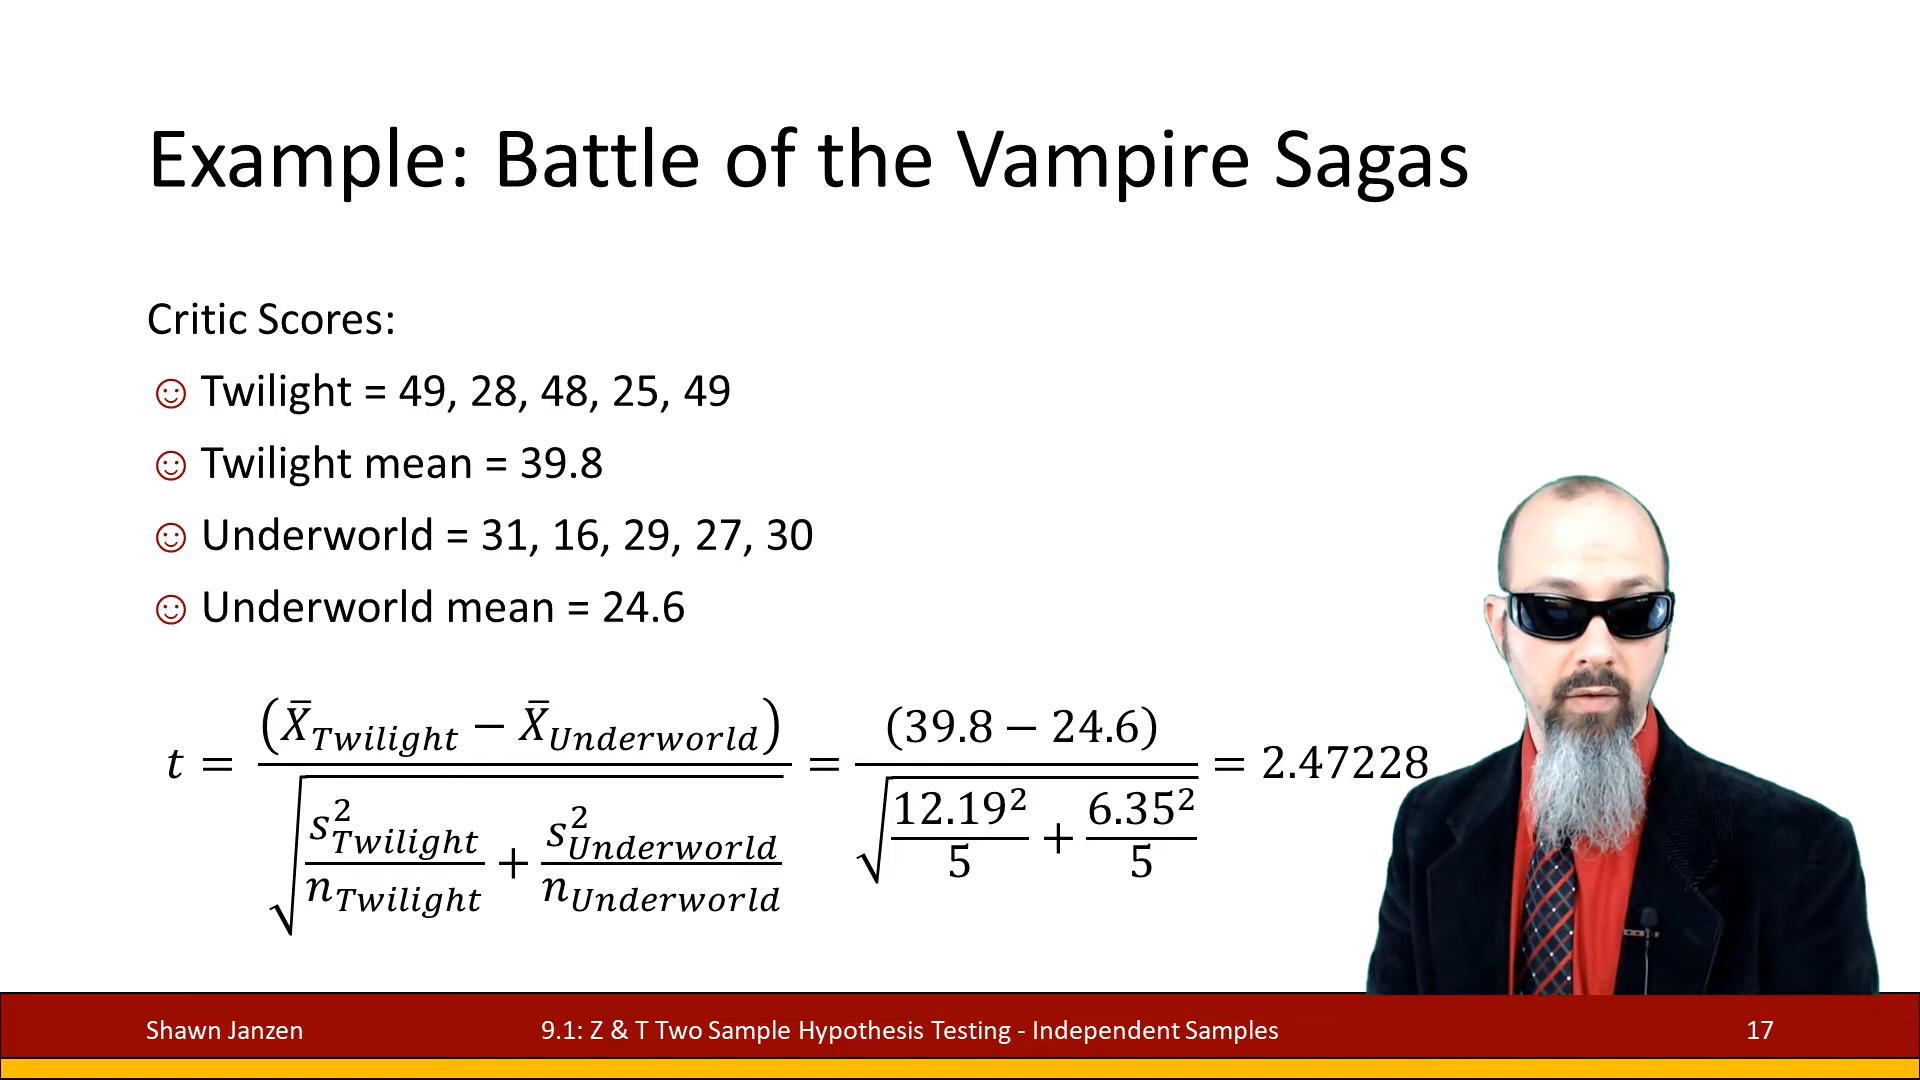 Example: Battle of the Vampire Sagas
Critic Scores:
☺ Twilight = 49, 28, 48, 25, 49
☺ Twilight mean = 39.8
☺ Underworld = 31, 16, 29, 27, 30
☺ Underworld mean = 24.6
t = (X̄_Twilight − X̄_Underworld) / √(s²_Twilight / n_Twilight + s²_Underworld / n_Underworld) = (39.8 − 24.6) / √(12.19² / 5 + 6.35² / 5) = 2.47228
Shawn Janzen 9.1: Z & T Two Sample Hypothesis Testing - Independent Samples 17